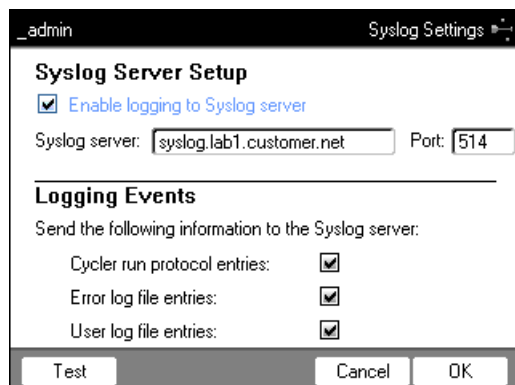 _admin Syslog Settings
Syslog Server Setup
Enable logging to Syslog server
Syslog server: syslog.lab1.customer.net Port: 514
Logging Events
Send the following information to the Syslog server:
Cycler run protocol entries:
Error log file entries:
User log file entries:
Test Cancel OK